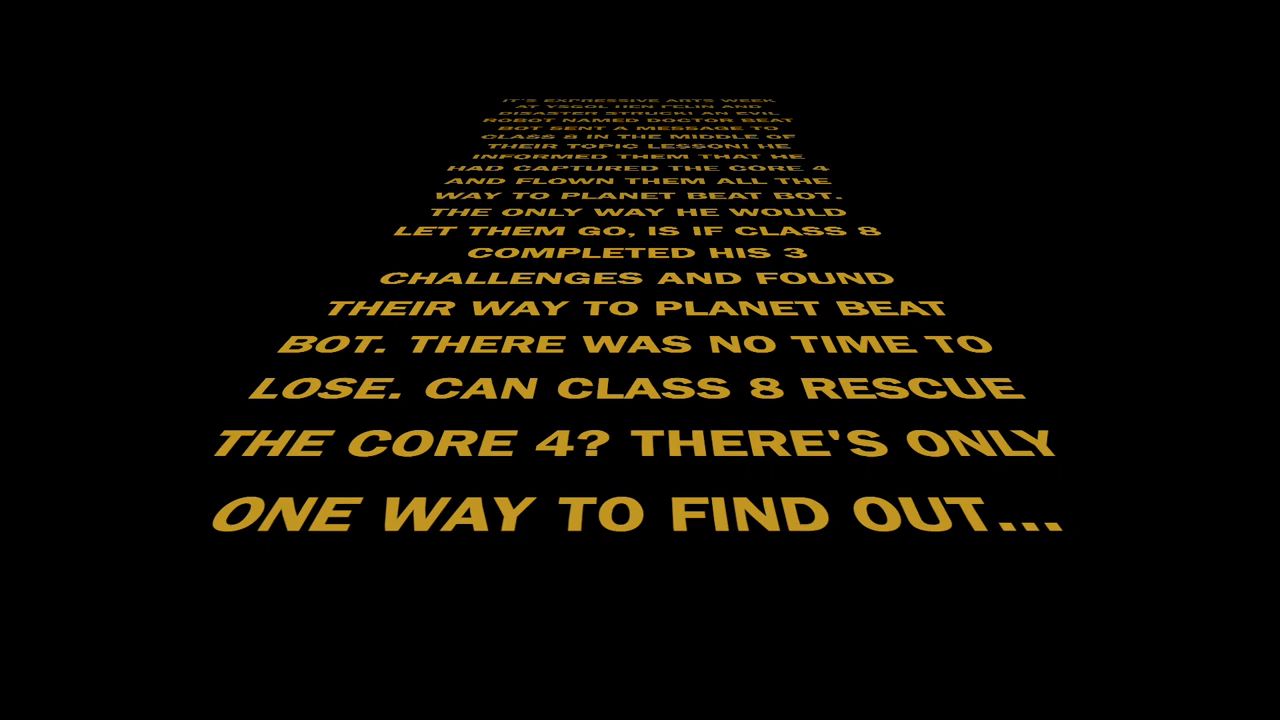 IT'S EXPRESSIVE ARTS WEEK
AT YSGOL HEN FELIN AND
DISASTER STRUCK! AN EVIL
ROBOT NAMED DOCTOR BEAT
BOT SENT A MESSAGE TO
CLASS 8 IN THE MIDDLE OF
THEIR TOPIC LESSON! HE
INFORMED THEM THAT HE
HAD CAPTURED THE CORE 4
AND FLOWN THEM ALL THE
WAY TO PLANET BEAT BOT.
THE ONLY WAY HE WOULD
LET THEM GO, IS IF CLASS 8
COMPLETED HIS 3
CHALLENGES AND FOUND
THEIR WAY TO PLANET BEAT
BOT. THERE WAS NO TIME TO
LOSE. CAN CLASS 8 RESCUE
THE CORE 4? THERE'S ONLY
ONE WAY TO FIND OUT...